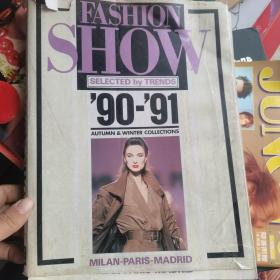 FASHION
SHOW
SELECTED by TRENDS
'90-'91
AUTUMN & WINTER COLLECTIONS
MILAN-PARIS-MADRID